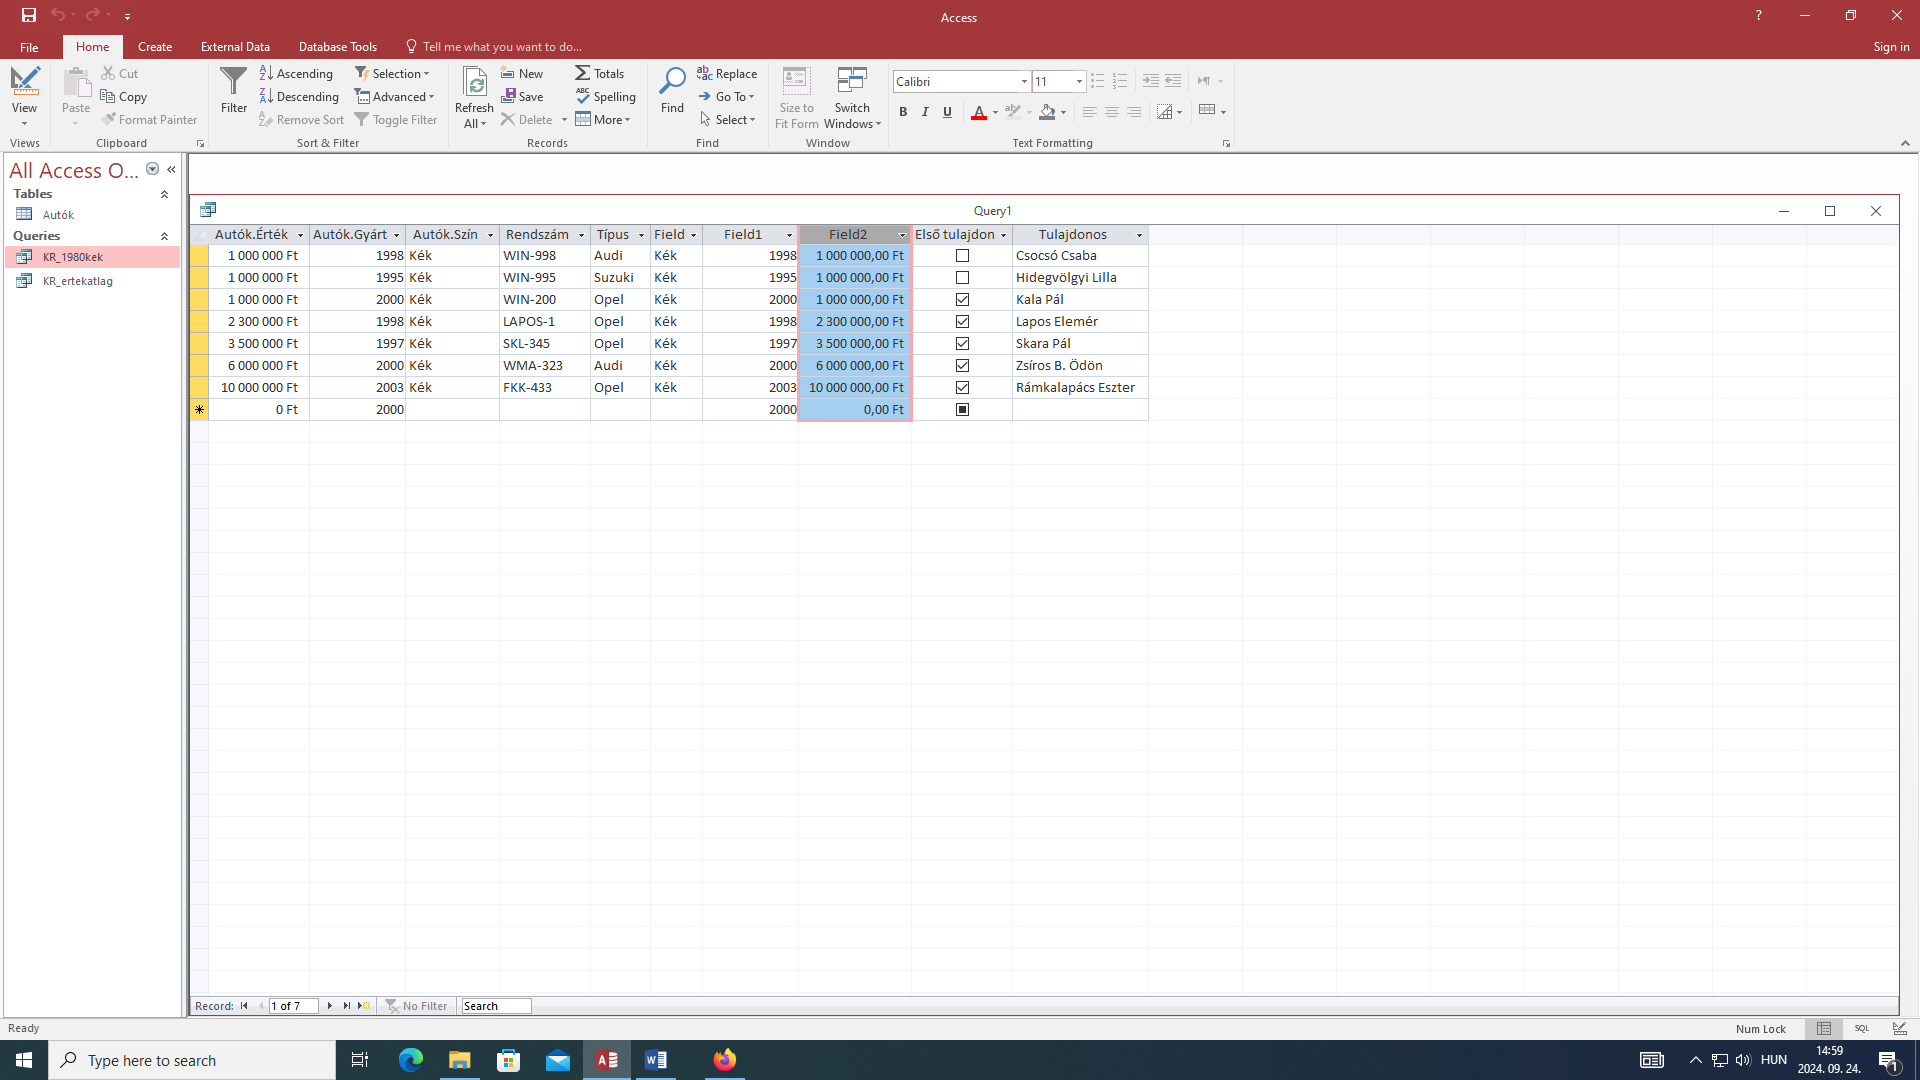 Access
?
File Home Create External Data Database Tools Tell me what you want to do... Sign in
View Paste Cut Copy Format Painter
Filter Ascending Descending Remove Sort Selection Advanced Toggle Filter
Refresh All New Save Delete Totals Spelling More
Find Replace Go To Select
Size to Fit Form Switch Windows
Calibri 11
B I U A
Views Clipboard Sort & Filter Records Find Window Text Formatting
All Access O...
Tables
Autók
Queries
KR_1980kek
KR_ertekatlag
Query1
Autók.Érték Autók.Gyárt Autók.Szín Rendszám Típus Field Field1 Field2 Első tulajdon Tulajdonos
1 000 000 Ft 1998 Kék WIN-998 Audi Kék 1998 1 000 000,00 Ft Csocsó Csaba
1 000 000 Ft 1995 Kék WIN-995 Suzuki Kék 1995 1 000 000,00 Ft Hidegvölgyi Lilla
1 000 000 Ft 2000 Kék WIN-200 Opel Kék 2000 1 000 000,00 Ft Kala Pál
2 300 000 Ft 1998 Kék LAPOS-1 Opel Kék 1998 2 300 000,00 Ft Lapos Elemér
3 500 000 Ft 1997 Kék SKL-345 Opel Kék 1997 3 500 000,00 Ft Skara Pál
6 000 000 Ft 2000 Kék WMA-323 Audi Kék 2000 6 000 000,00 Ft Zsíros B. Ödön
10 000 000 Ft 2003 Kék FKK-433 Opel Kék 2003 10 000 000,00 Ft Rámkalapács Eszter
0 Ft 2000 2000 0,00 Ft
Record: 1 of 7 No Filter Search
Ready Num Lock SQL
Type here to search HUN 14:59
2024. 09. 24. 1